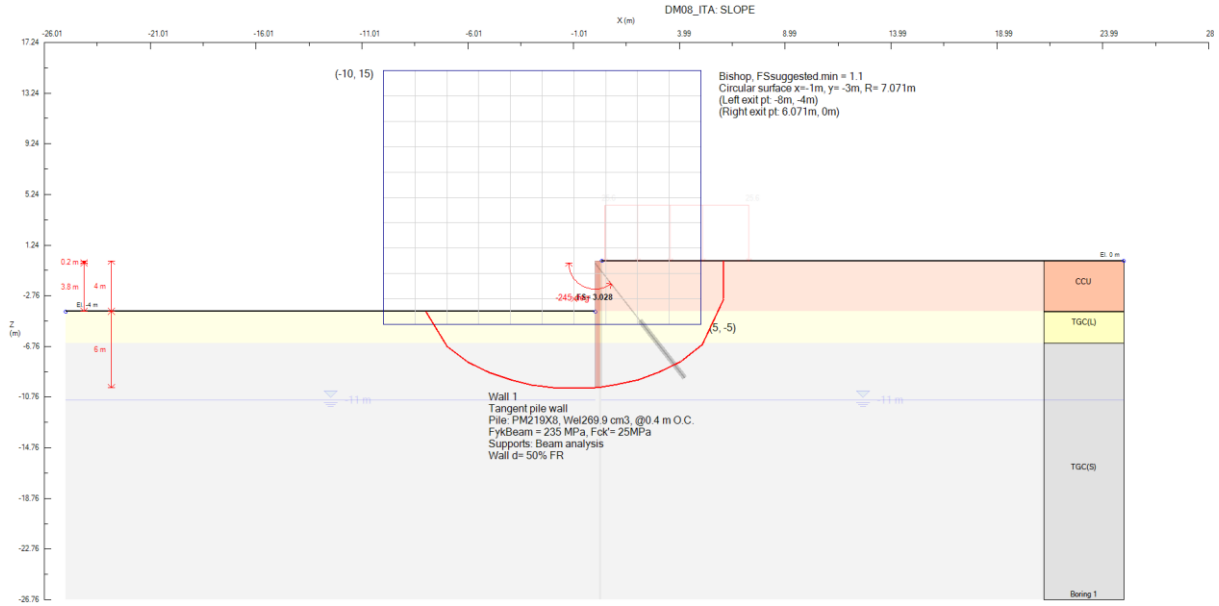 DM08_ITA: SLOPE
X (m)
-26.01 -21.01 -16.01 -11.01 -6.01 -1.01 3.99 8.99 13.99 18.99 23.99 28
17.24
13.24
9.24
5.24
1.24
-2.76
-6.76
-10.76
-14.76
-18.76
-22.76
-26.76
Z
(m)
(-10, 15)
Bishop, FSsuggested.min = 1.1
Circular surface x=-1m, y= -3m, R= 7.071m
(Left exit pt: -8m, -4m)
(Right exit pt: 6.071m, 0m)
El. 0 m
0.2 m
3.8 m
4 m
6 m
El. -4 m
-245
3.028
(5, -5)
CCU
TGC(L)
TGC(S)
Boring 1
-11 m
-11 m
Wall 1
Tangent pile wall
Pile: PM219X8, Wel269.9 cm3, @0.4 m O.C.
FykBeam = 235 MPa, Fck'= 25MPa
Supports: Beam analysis
Wall d= 50% FR